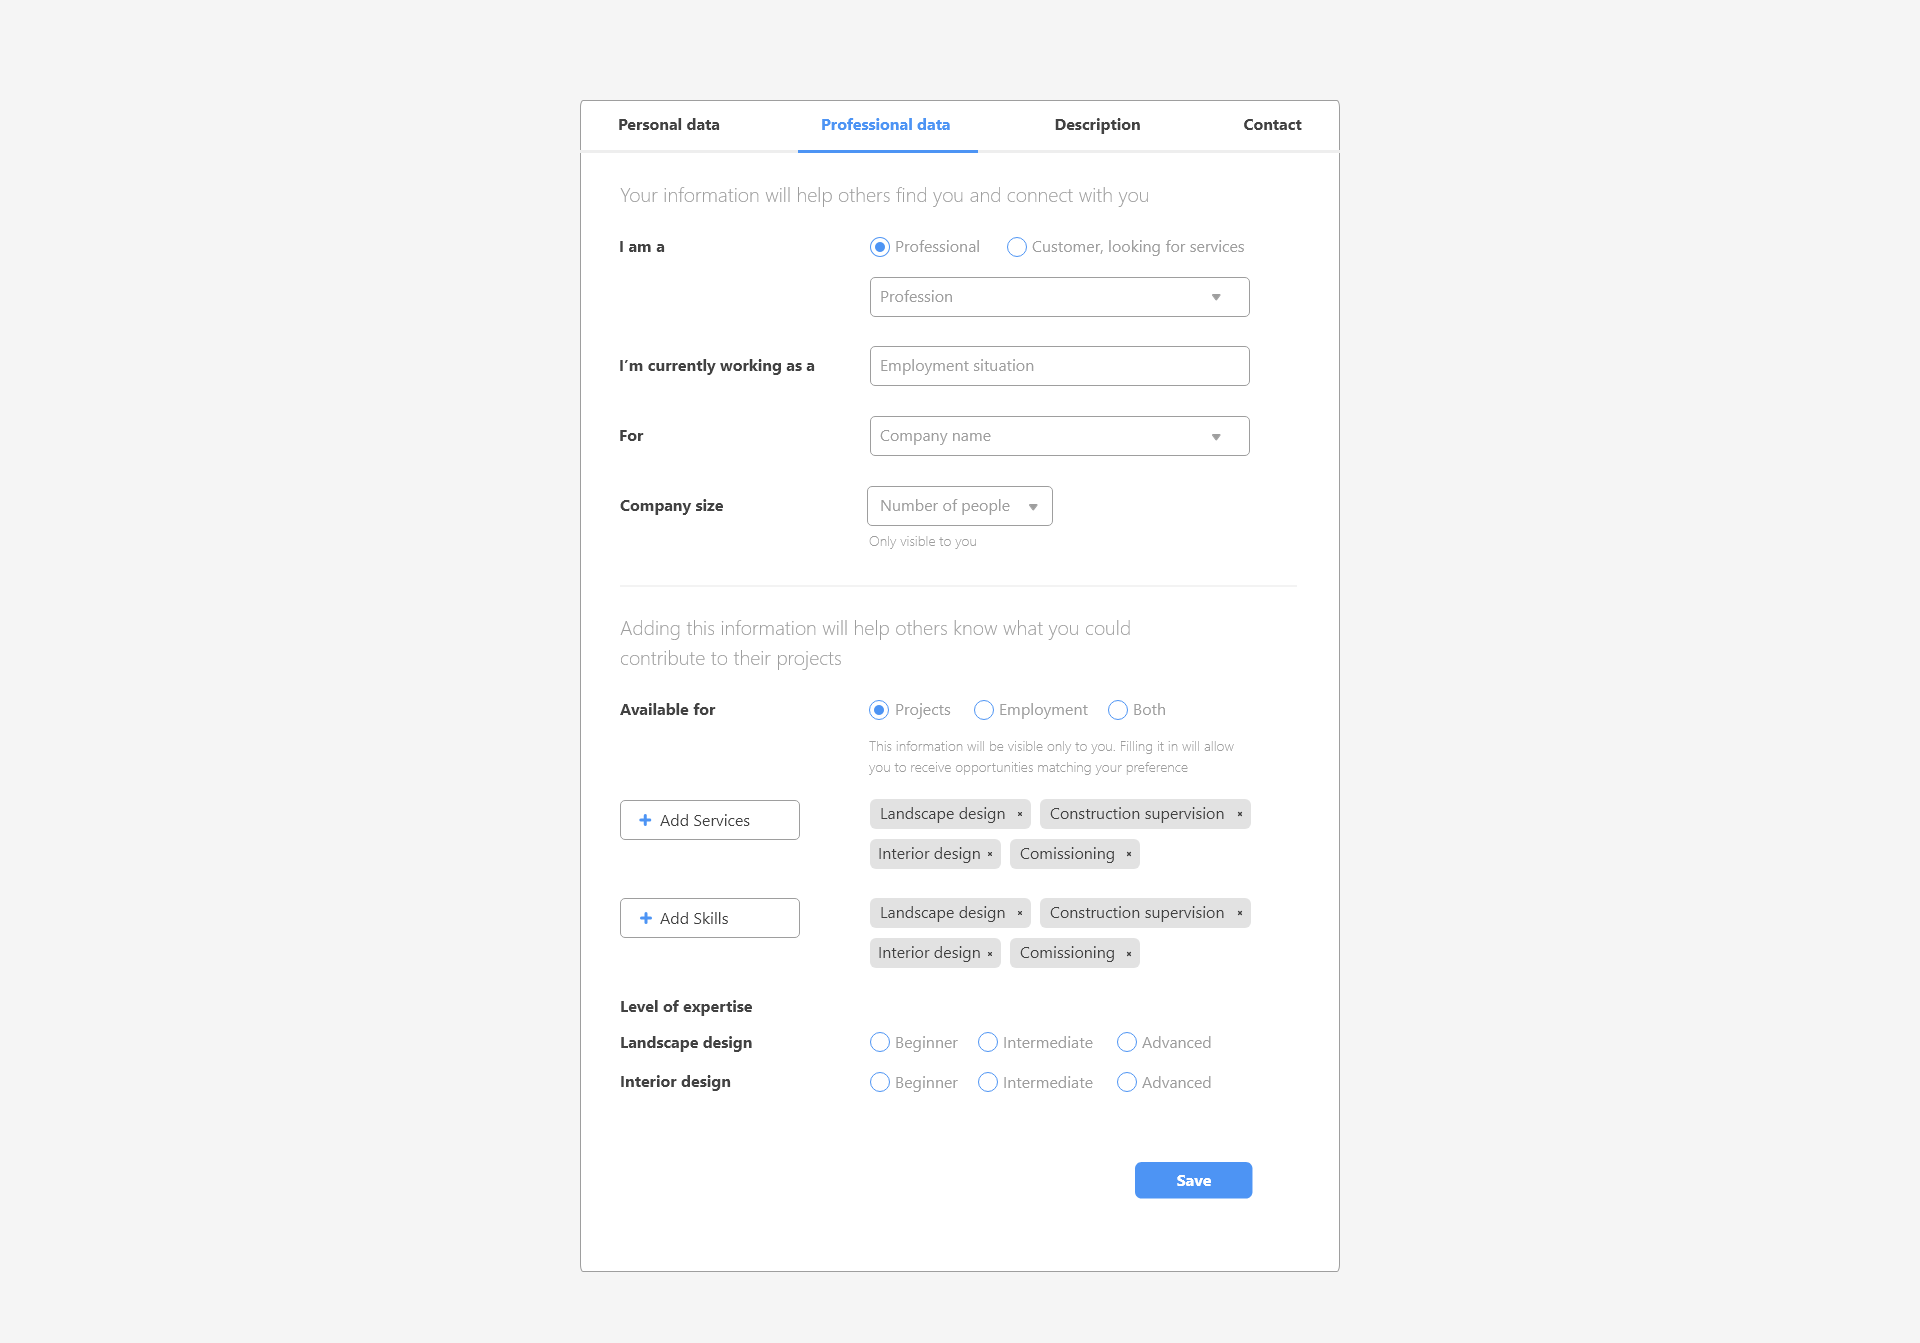 Personal data Professional data Description Contact
Your information will help others find you and connect with you
I am a Professional Customer, looking for services
Profession
I'm currently working as a Employment situation
For Company name
Company size Number of people
Only visible to you
Adding this information will help others know what you could
contribute to their projects
Available for Projects Employment Both
This information will be visible only to you. Filling it in will allow
you to receive opportunities matching your preference
+ Add Services Landscape design × Construction supervision ×
Interior design × Comissioning ×
+ Add Skills Landscape design × Construction supervision ×
Interior design × Comissioning ×
Level of expertise
Landscape design Beginner Intermediate Advanced
Interior design Beginner Intermediate Advanced
Save